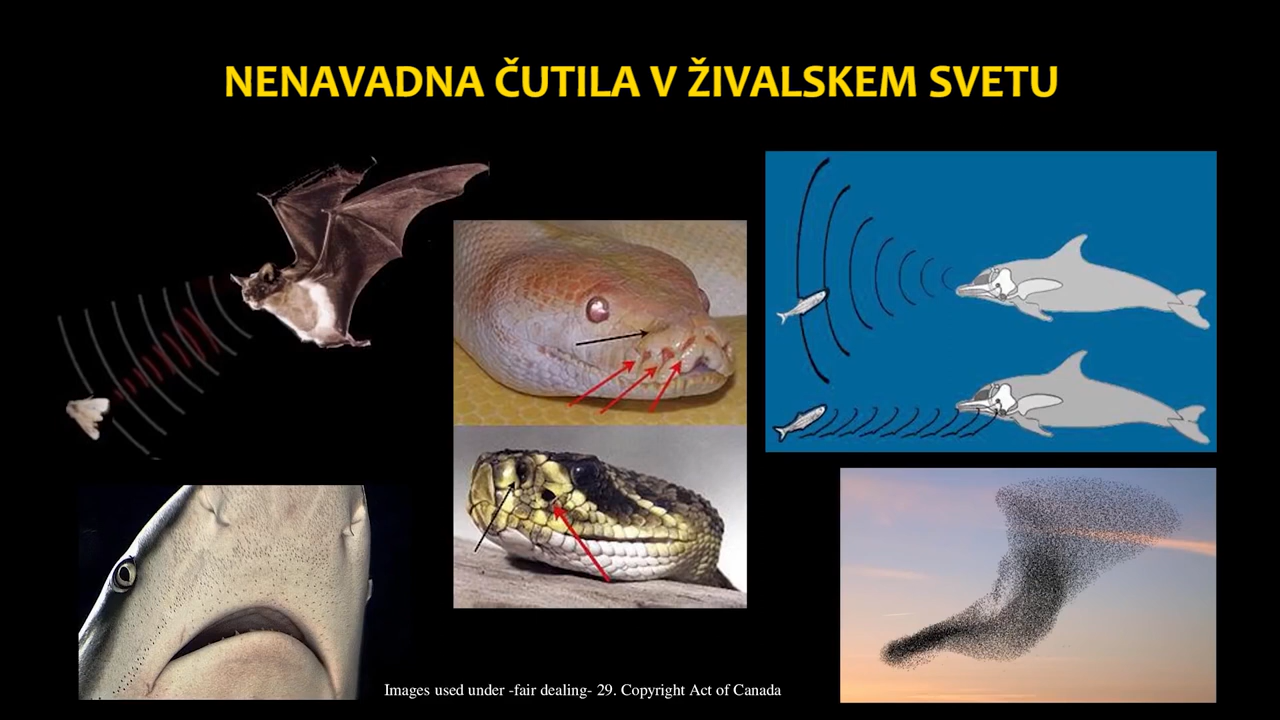 NENAVADNA ČUTILA V ŽIVALSKEM SVETU
Images used under -fair dealing- 29. Copyright Act of Canada